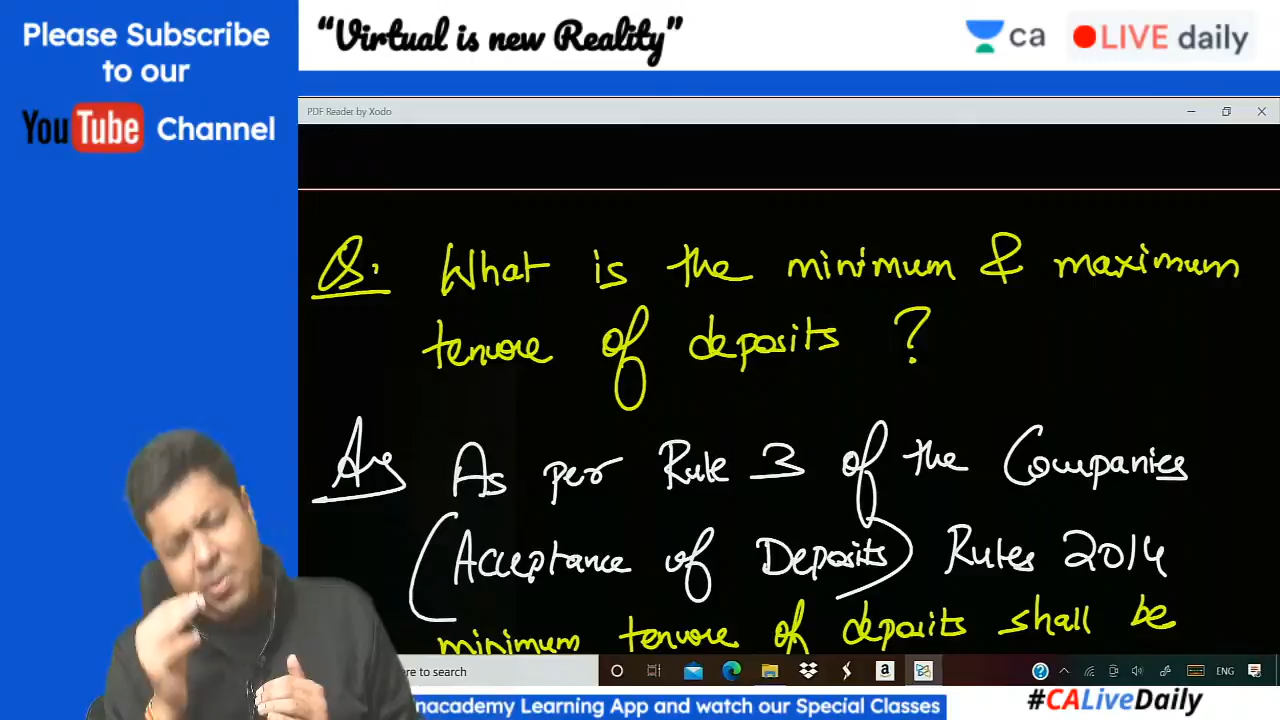 Please Subscribe
to our
YouTube Channel
"Virtual is new Reality"
ca
LIVE daily
PDF Reader by Xodo
Q. What is the minimum & maximum
tenure of deposits ?
Ans As per Rule 3 of the Companies
(Acceptance of Deposits) Rules 2014
minimum tenure of deposits shall be
ere to search
ENG
nacademy Learning App and watch our Special Classes
#CALiveDaily